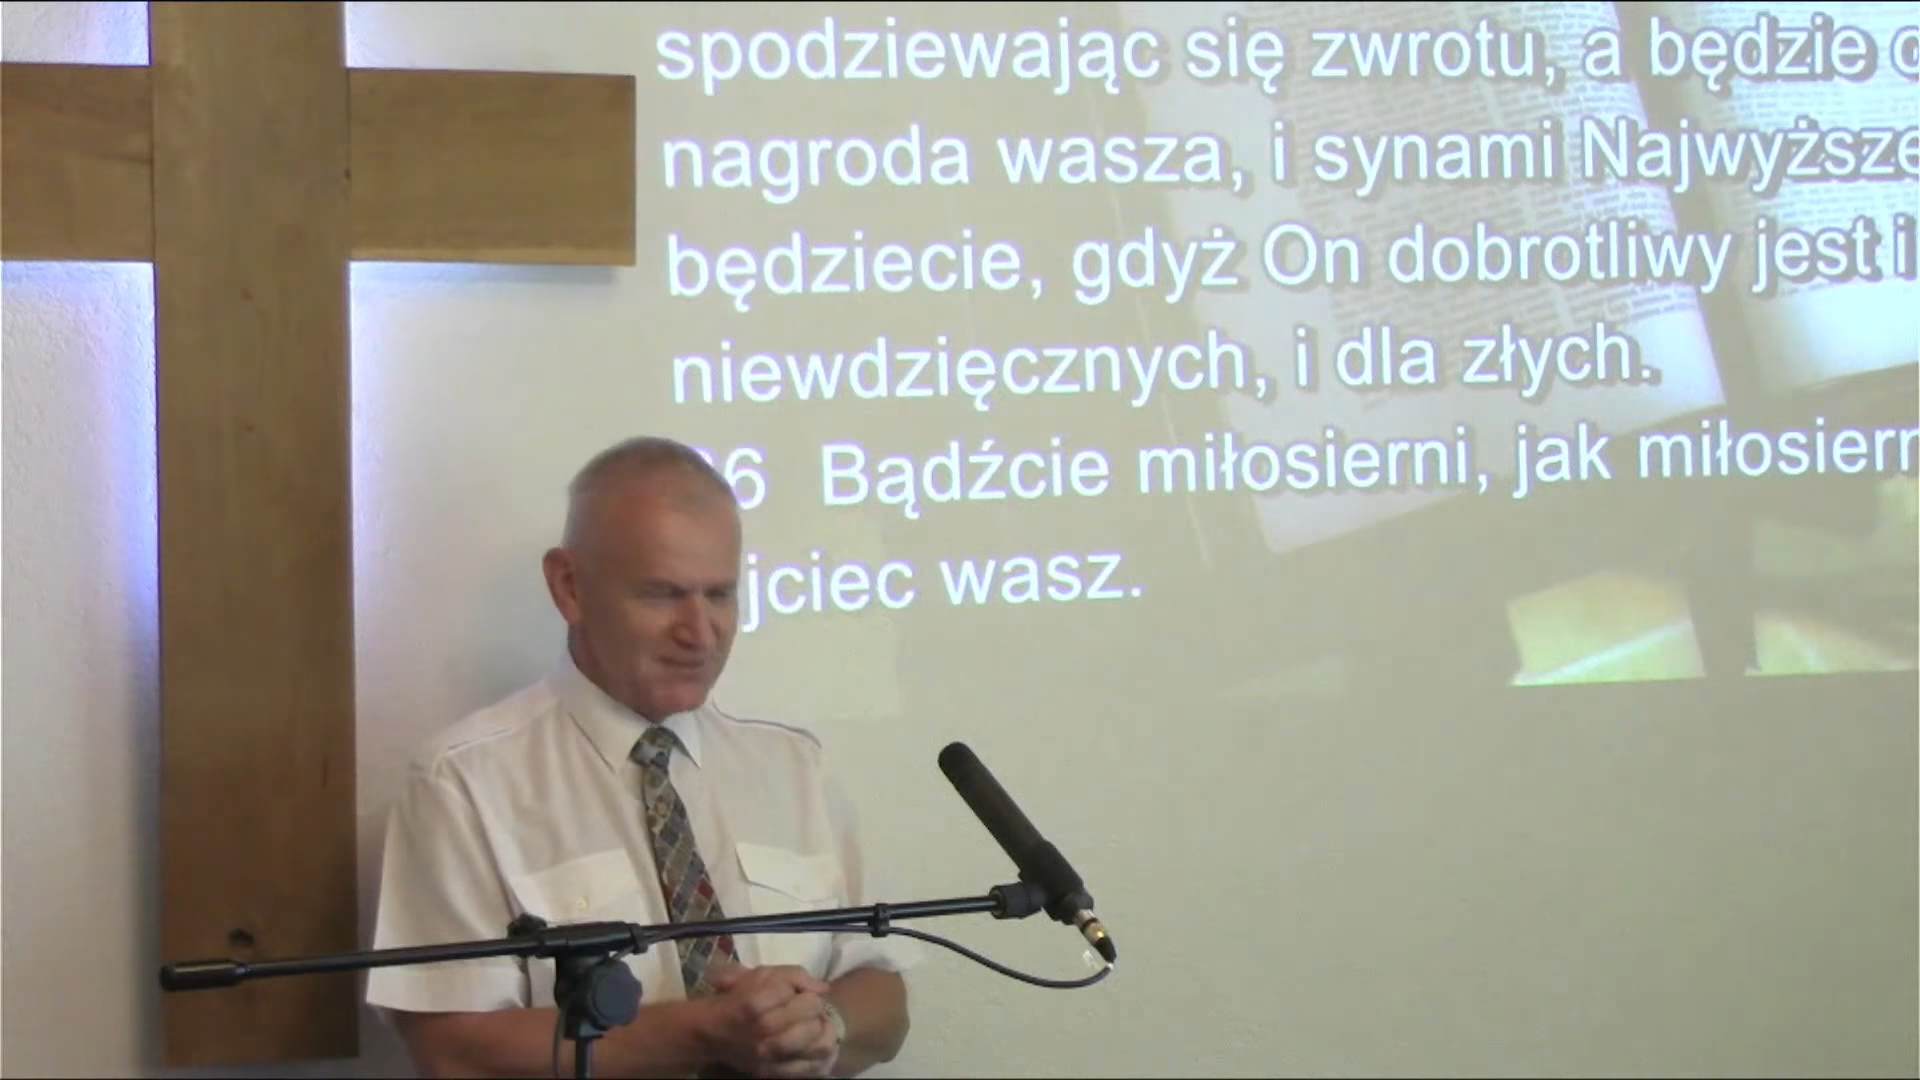 spodziewając się zwrotu, a będzie
nagroda wasza, i synami
będziecie, gdyż On dobrotliwy jest i
niewdzięcznych, i dla złych.
Bądźcie miłosierni, jak
wasz.